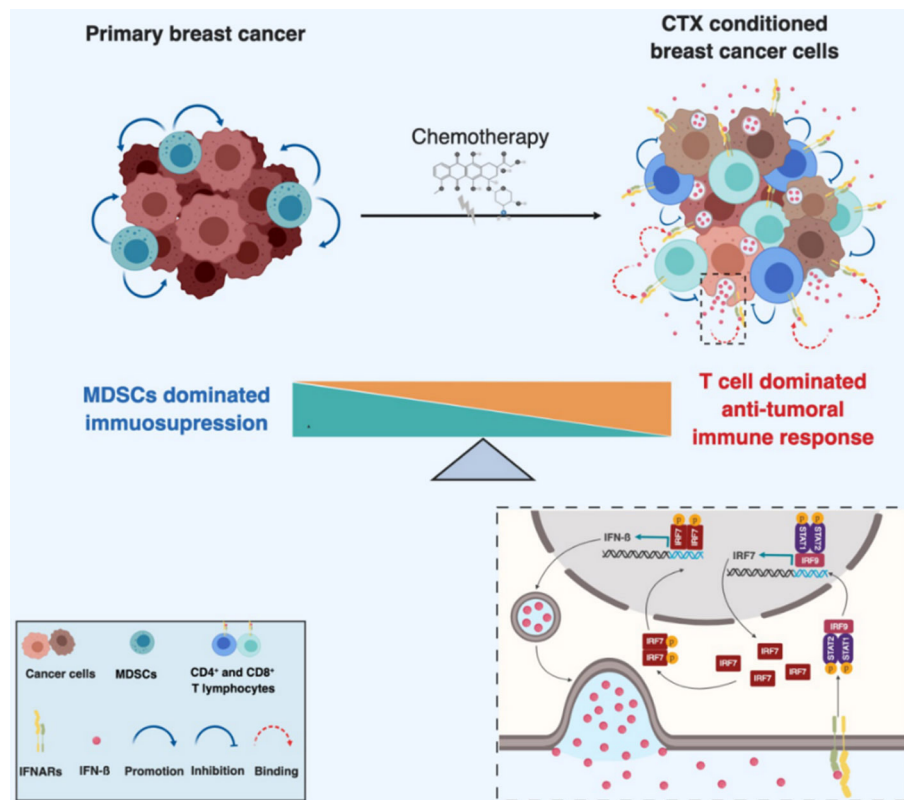 Primary breast cancer
CTX conditioned
breast cancer cells
Chemotherapy
MDSCs dominated
immuosupression
T cell dominated
anti-tumoral
immune response
P P
IRF7 IRF7
IFN-ß
P P
STAT1 STAT2
IRF9
IRF7
IRF7 P
IRF7 P
IRF7
IRF7
IRF7
IRF7
IRF9
STAT2 STAT1
P P
Cancer cells
MDSCs
CD4⁺ and CD8⁺
T lymphocytes
IFNARs
IFN-ß
Promotion
Inhibition
Binding